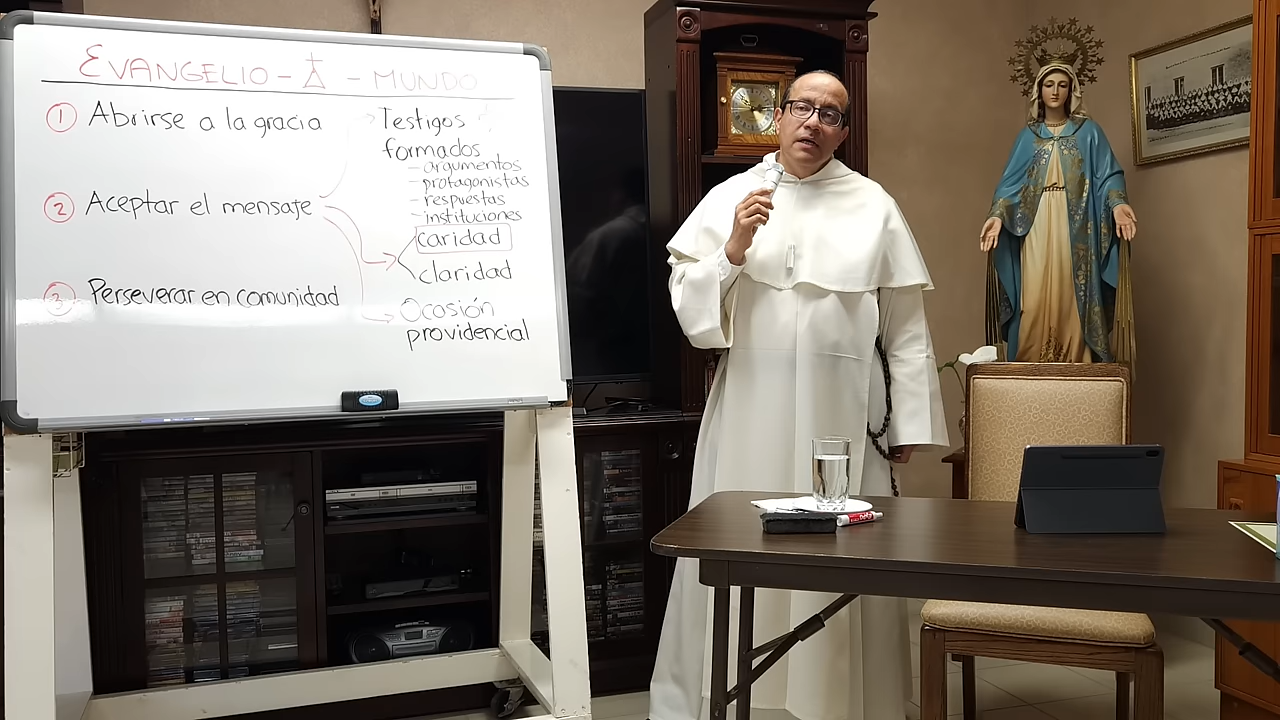 EVANGELIO - - MUNDO
1 Abrirse a la gracia
2 Aceptar el mensaje
3 Perseverar en comunidad
Testigos
formados
- argumentos
- protagonistas
- respuestas
- instituciones
caridad
claridad
Ocasión
providencial